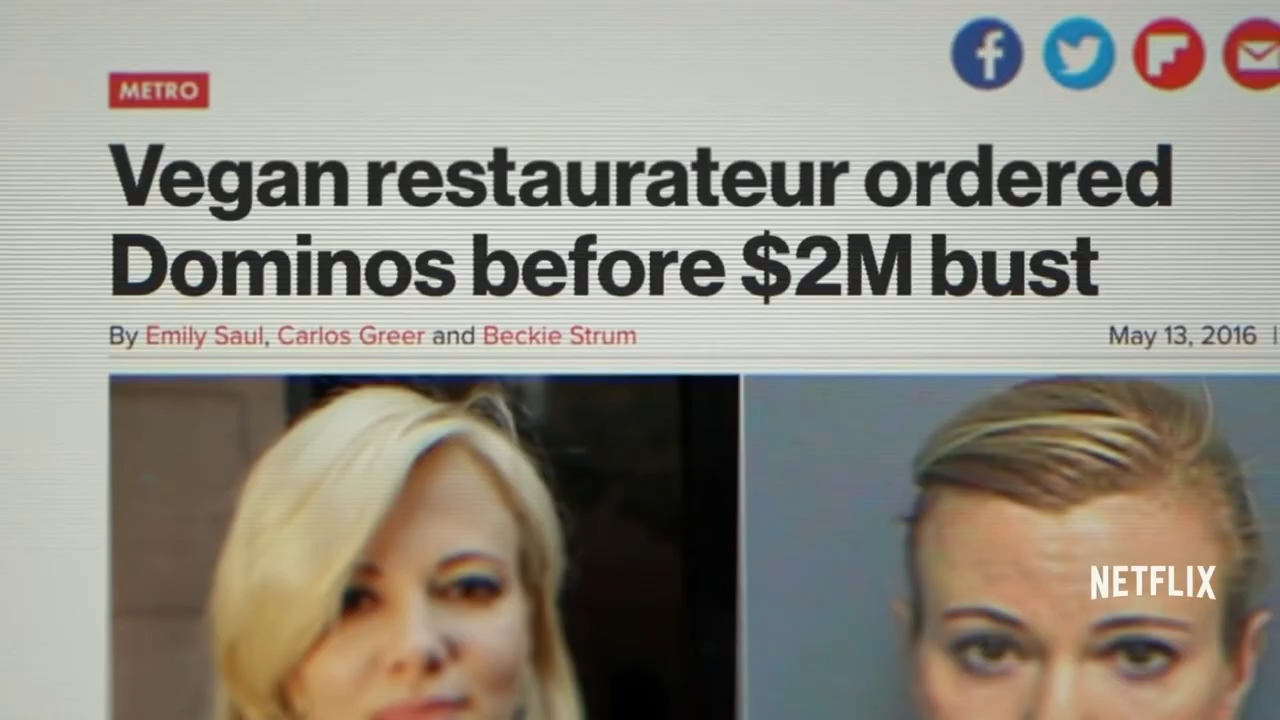 METRO
Vegan restaurateur ordered
Dominos before $2M bust
By Emily Saul, Carlos Greer and Beckie Strum
May 13, 2016
NETFLIX